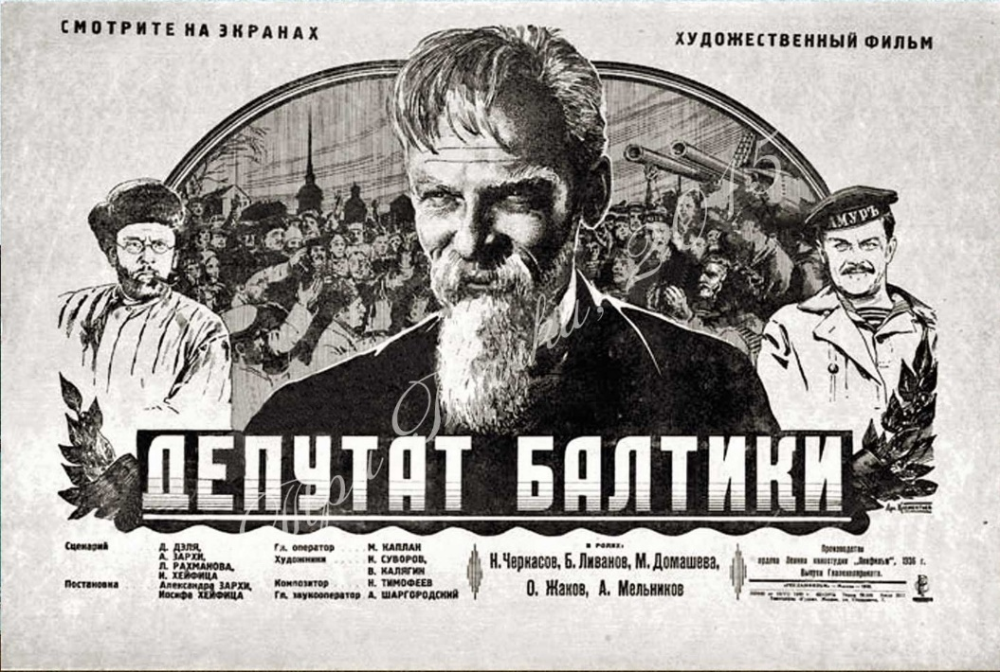 СМОТРИТЕ НА ЭКРАНАХ
ХУДОЖЕСТВЕННЫЙ ФИЛЬМ
АМУРЪ
ДЕПУТАТ БАЛТИКИ
Сценарий Д. ДЭЛЯ,
А. ЗАРХИ,
Л. РАХМАНОВА,
И. ХЕЙФИЦА
Постановка Александра ЗАРХИ,
Иосифа ХЕЙФИЦА
Гл. оператор М. КАПЛАН
Художники Н. СУВОРОВ,
В. КАЛЯГИН
Композитор Н. ТИМОФЕЕВ
Гл. звукооператор А. ШАРГОРОДСКИЙ
В РОЛЯХ:
Н. Черкасов, Б. Ливанов, М. Домашева,
О. Жаков, А. Мельников
Производство
ордена Ленина киностудии „Ленфильм“, 1936 г.
Выпуск Главкинопроката.
Три
2015